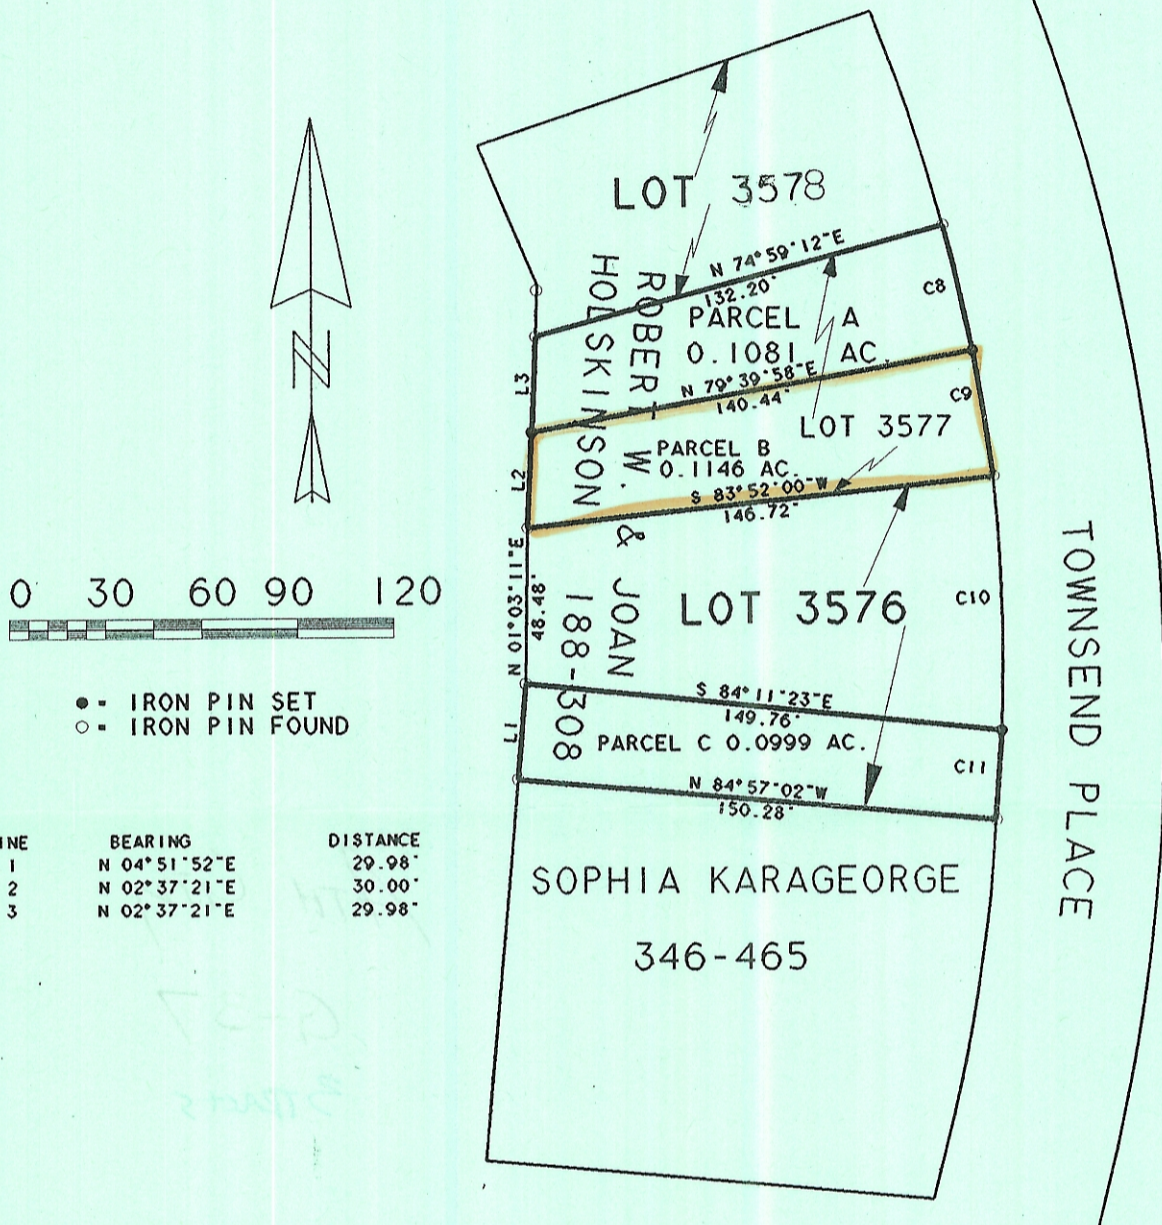 LOT 3578
N 74°59'12"E
132.20'
PARCEL A
0.1081 AC.
C8
N 79°39'58"E
140.44'
C9
LOT 3577
PARCEL B
0.1146 AC.
S 83°52'00"W
146.72'
L3
L2
N 01°03'11"E
48.48'
L1
ROBERT W. & JOAN
HOLSKINSON 188-308
LOT 3576
C10
S 84°11'23"E
149.76'
PARCEL C 0.0999 AC.
C11
N 84°57'02"W
150.28'
SOPHIA KARAGEORGE
346-465
TOWNSEND PLACE
N
0 30 60 90 120
● - IRON PIN SET
○ - IRON PIN FOUND
INE BEARING DISTANCE
1 N 04°51'52"E 29.98'
2 N 02°37'21"E 30.00'
3 N 02°37'21"E 29.98'